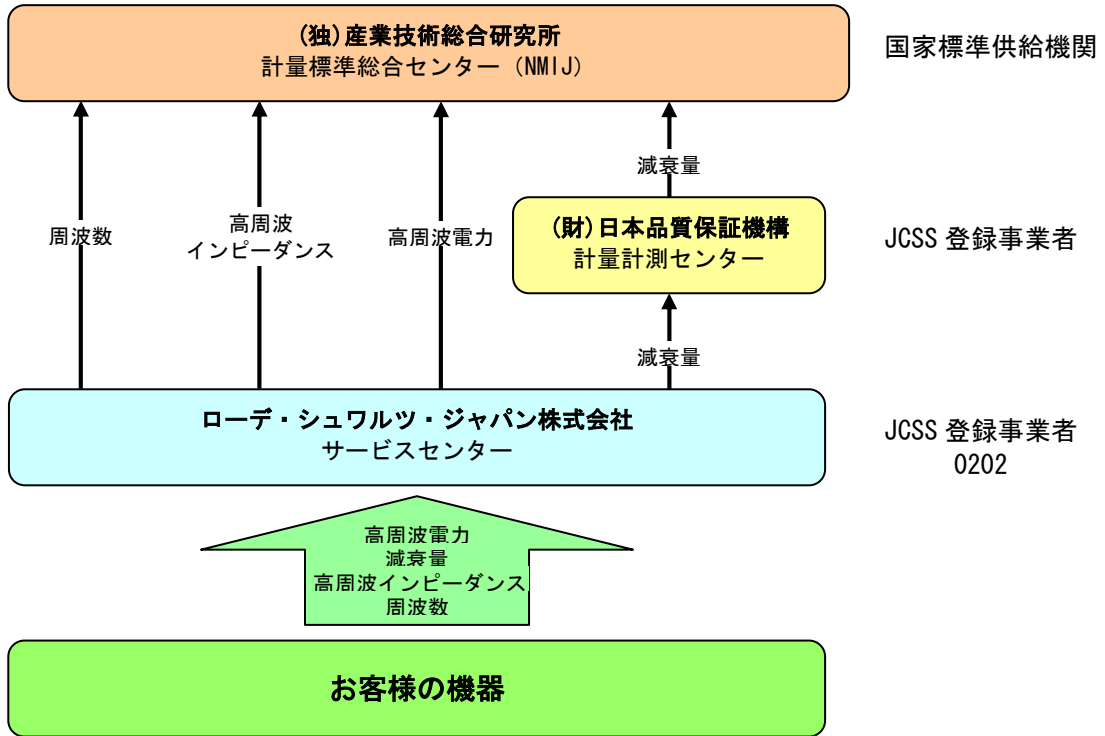 (独)産業技術総合研究所
計量標準総合センター（NMIJ）
国家標準供給機関
減衰量
周波数
高周波
インピーダンス
高周波電力
(財)日本品質保証機構
計量計測センター
JCSS 登録事業者
減衰量
ローデ・シュワルツ・ジャパン株式会社
サービスセンター
JCSS 登録事業者
0202
高周波電力
減衰量
高周波インピーダンス
周波数
お客様の機器